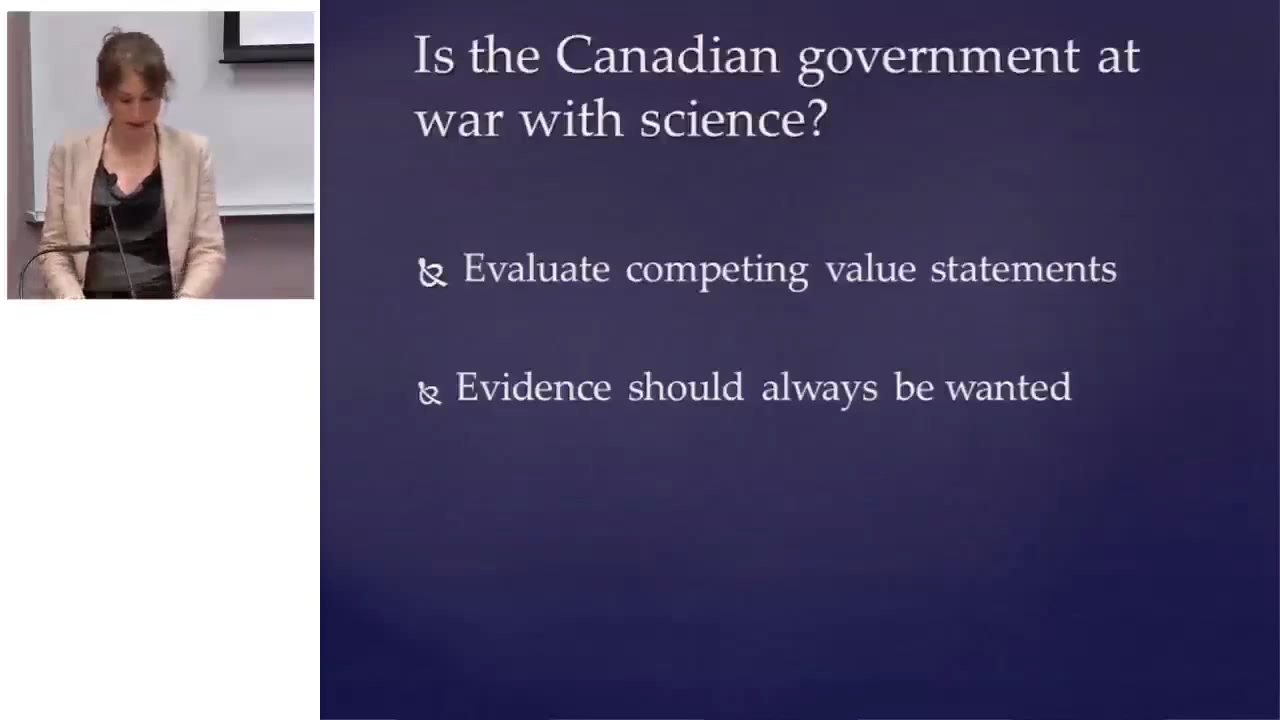 Is the Canadian government at
war with science?
Evaluate competing value statements
Evidence should always be wanted